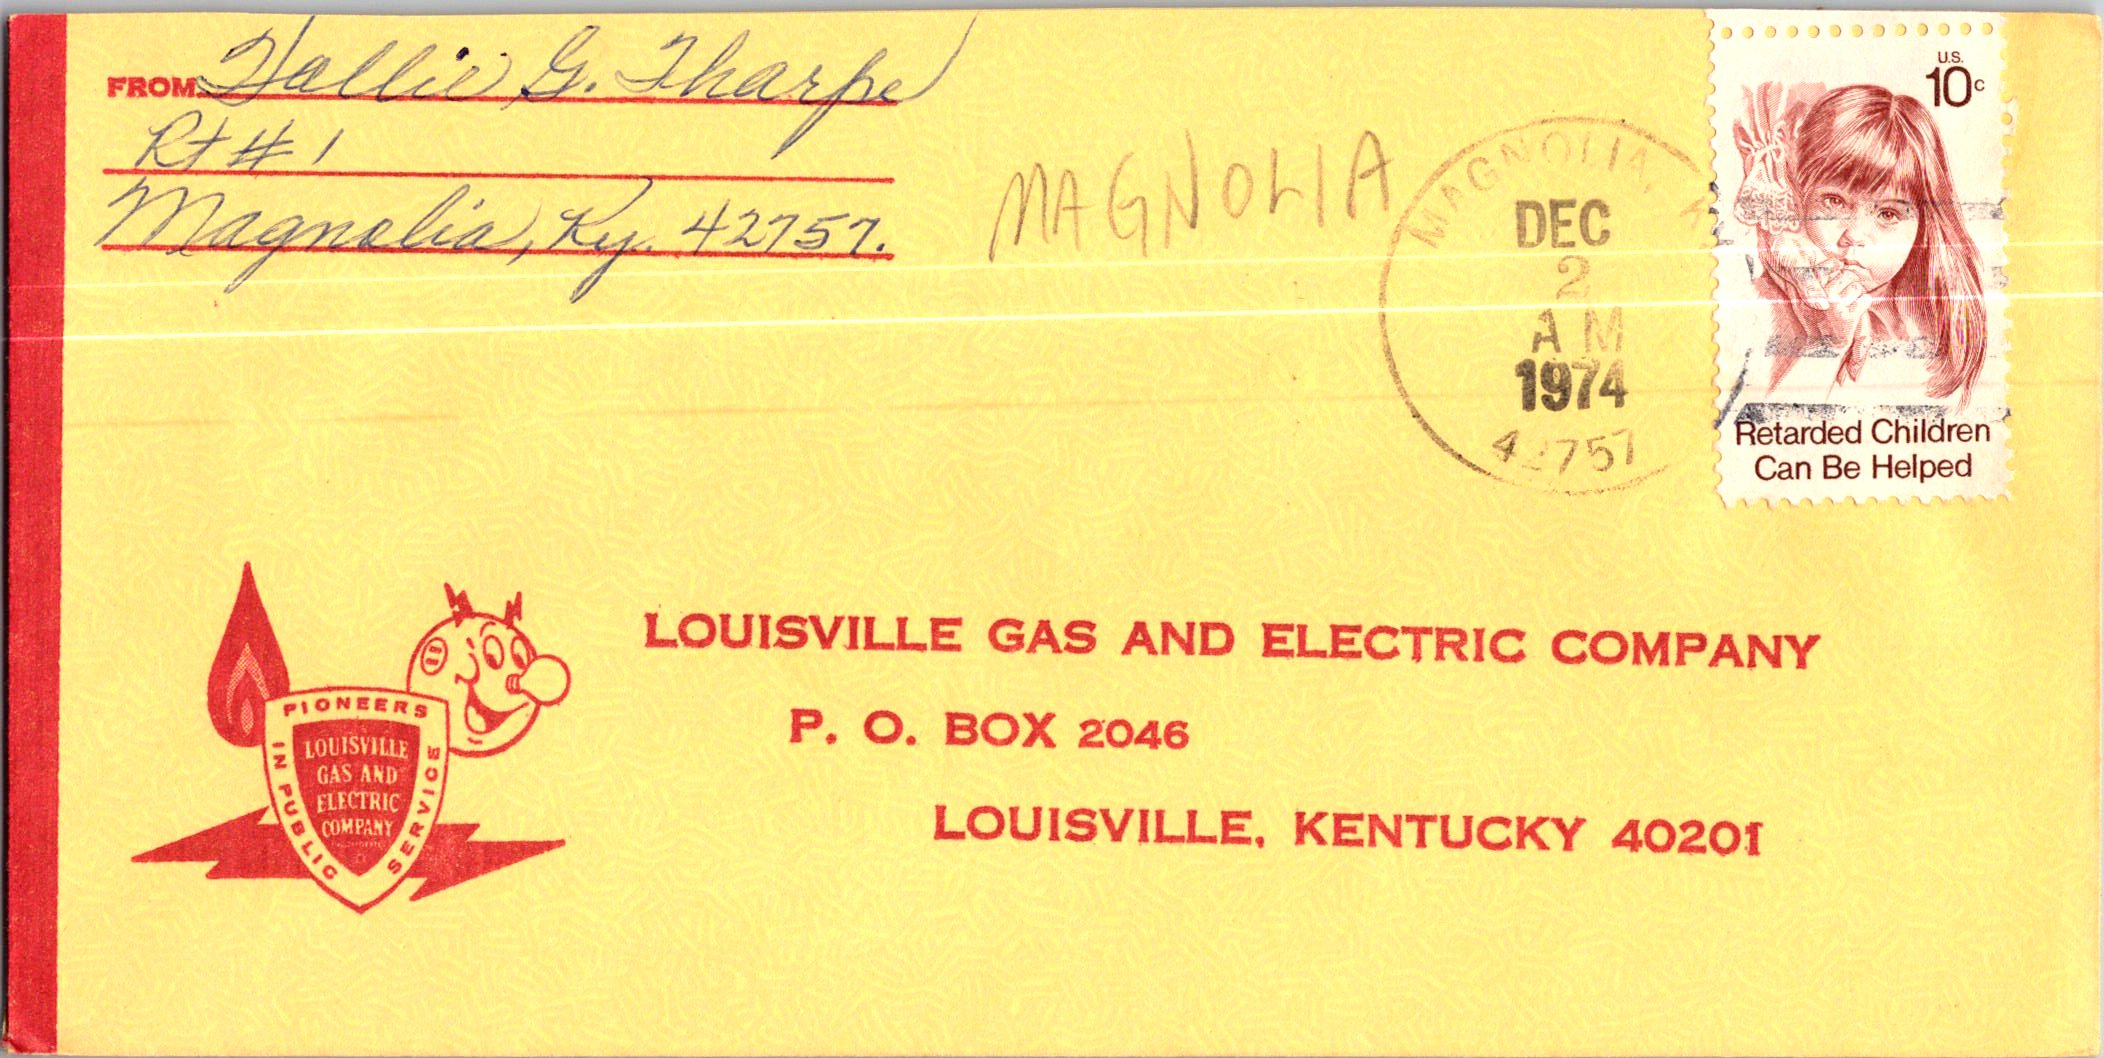 FROM Hallie G. Tharpe
Rt #1
Magnolia, Ky. 42757.
MAGNOLIA
MAGNOLIA, K
DEC
2
AM
1974
42757
U.S.
10c
Retarded Children
Can Be Helped
PIONEERS
IN PUBLIC
SERVICE
LOUISVILLE
GAS AND
ELECTRIC
COMPANY
LOUISVILLE GAS AND ELECTRIC COMPANY
P. O. BOX 2046
LOUISVILLE, KENTUCKY 40201